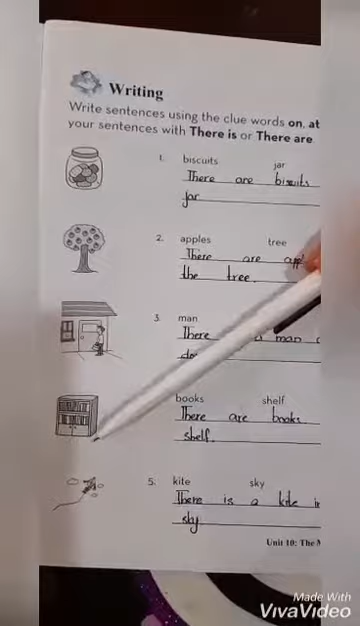 Writing
Write sentences using the clue words on, at
your sentences with There is or There are
1. biscuits jar
There are biscuits
jar
2. apples tree
There are
the tree.
3. man
There a man
books shelf
There are books
shelf.
5. kite sky
There is a kite in
sky
Unit 10: The
Made With
VivaVideo